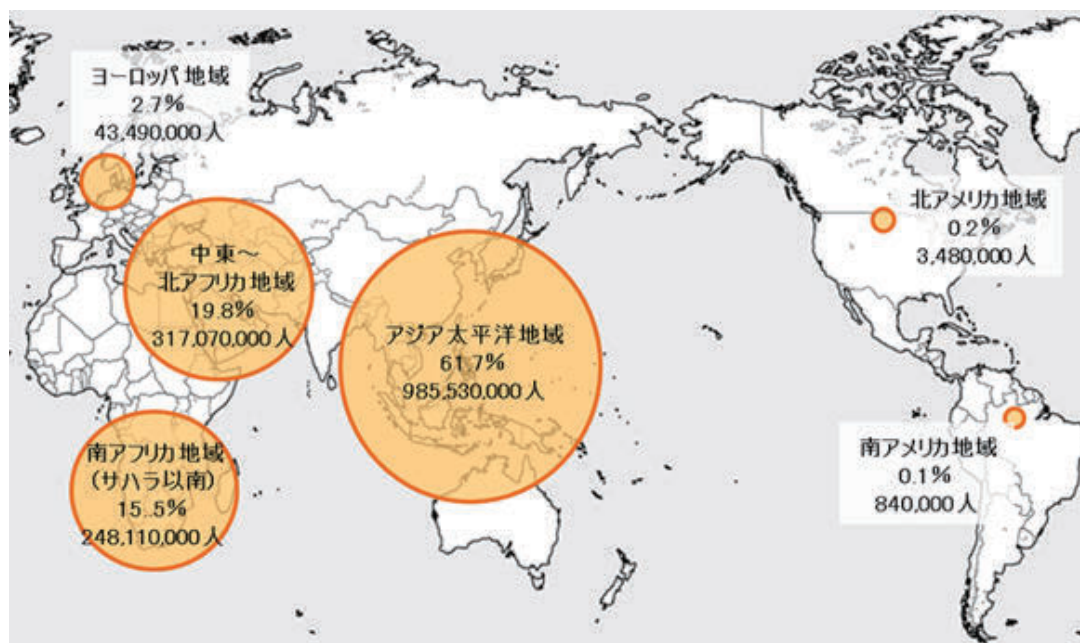 ヨーロッパ地域
2.7%
43,490,000人
中東～
北アフリカ地域
19.8%
317,070,000人
アジア太平洋地域
61.7%
985,530,000人
南アフリカ地域
(サハラ以南)
15..5%
248,110,000人
北アメリカ地域
0.2%
3,480,000人
南アメリカ地域
0.1%
840,000人